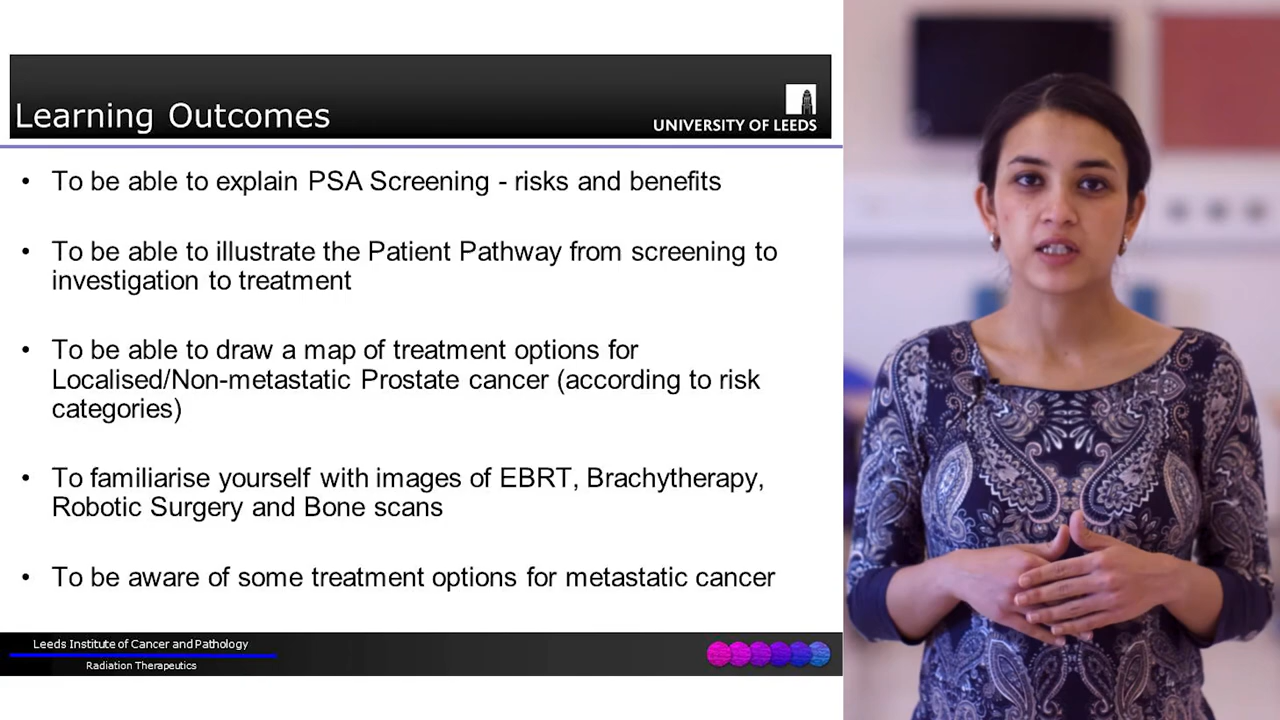 Learning Outcomes
UNIVERSITY OF LEEDS
• To be able to explain PSA Screening - risks and benefits
• To be able to illustrate the Patient Pathway from screening to
investigation to treatment
• To be able to draw a map of treatment options for
Localised/Non-metastatic Prostate cancer (according to risk
categories)
• To familiarise yourself with images of EBRT, Brachytherapy,
Robotic Surgery and Bone scans
• To be aware of some treatment options for metastatic cancer
Leeds Institute of Cancer and Pathology
Radiation Therapeutics